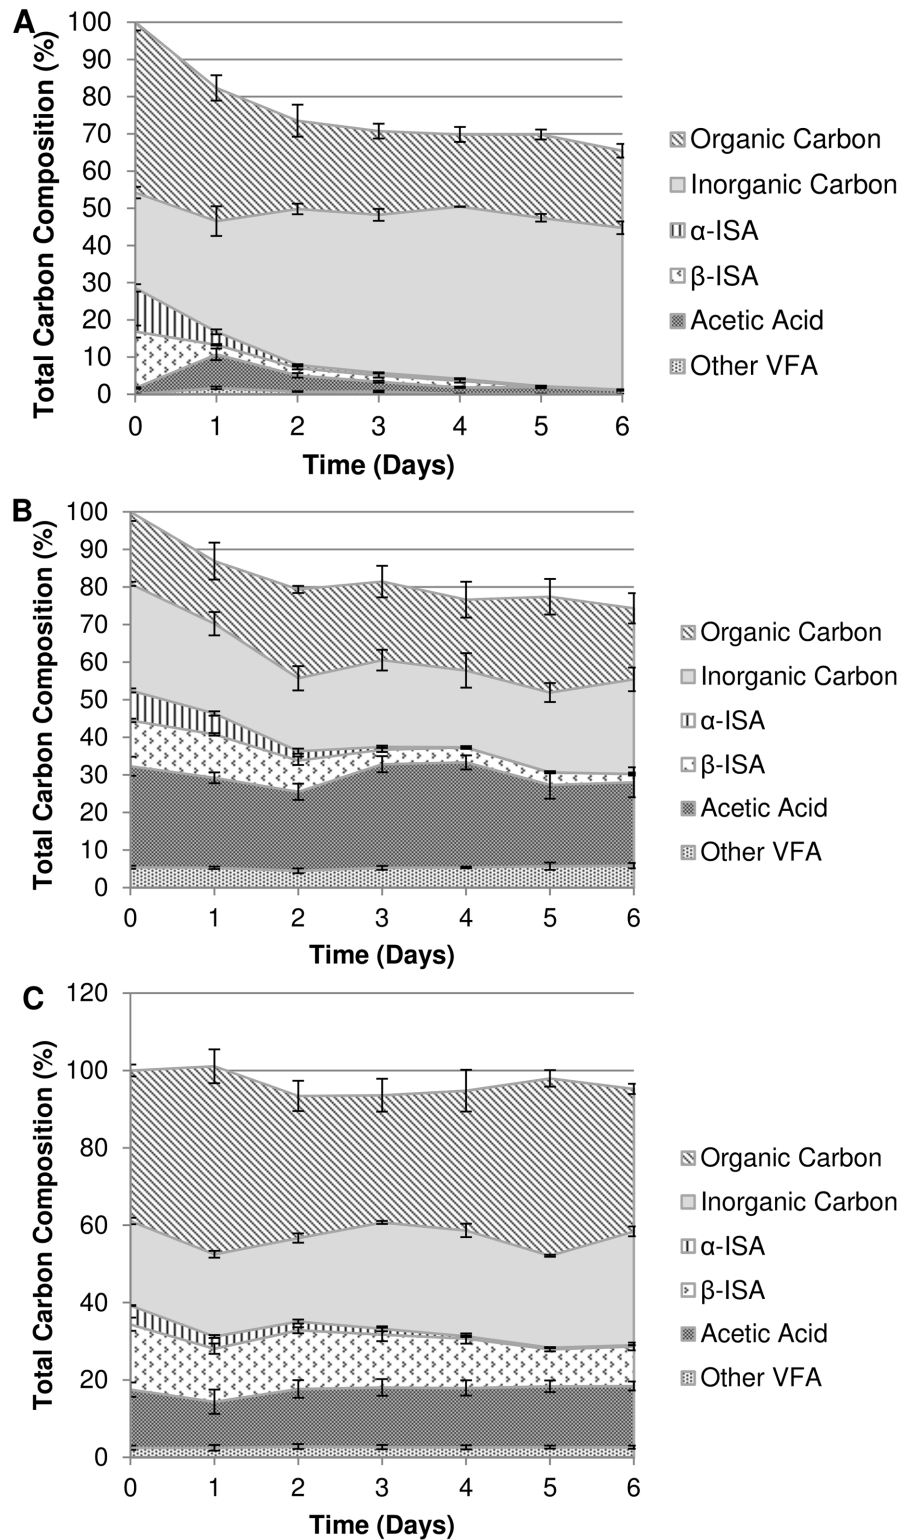 A
Total Carbon Composition (%)
100
90
80
70
60
50
40
30
20
10
0
0 1 2 3 4 5 6
Time (Days)
Organic Carbon
Inorganic Carbon
α-ISA
β-ISA
Acetic Acid
Other VFA
B
Total Carbon Composition (%)
100
90
80
70
60
50
40
30
20
10
0
0 1 2 3 4 5 6
Time (Days)
Organic Carbon
Inorganic Carbon
α-ISA
β-ISA
Acetic Acid
Other VFA
C
Total Carbon Composition (%)
120
100
80
60
40
20
0
0 1 2 3 4 5 6
Time (Days)
Organic Carbon
Inorganic Carbon
α-ISA
β-ISA
Acetic Acid
Other VFA